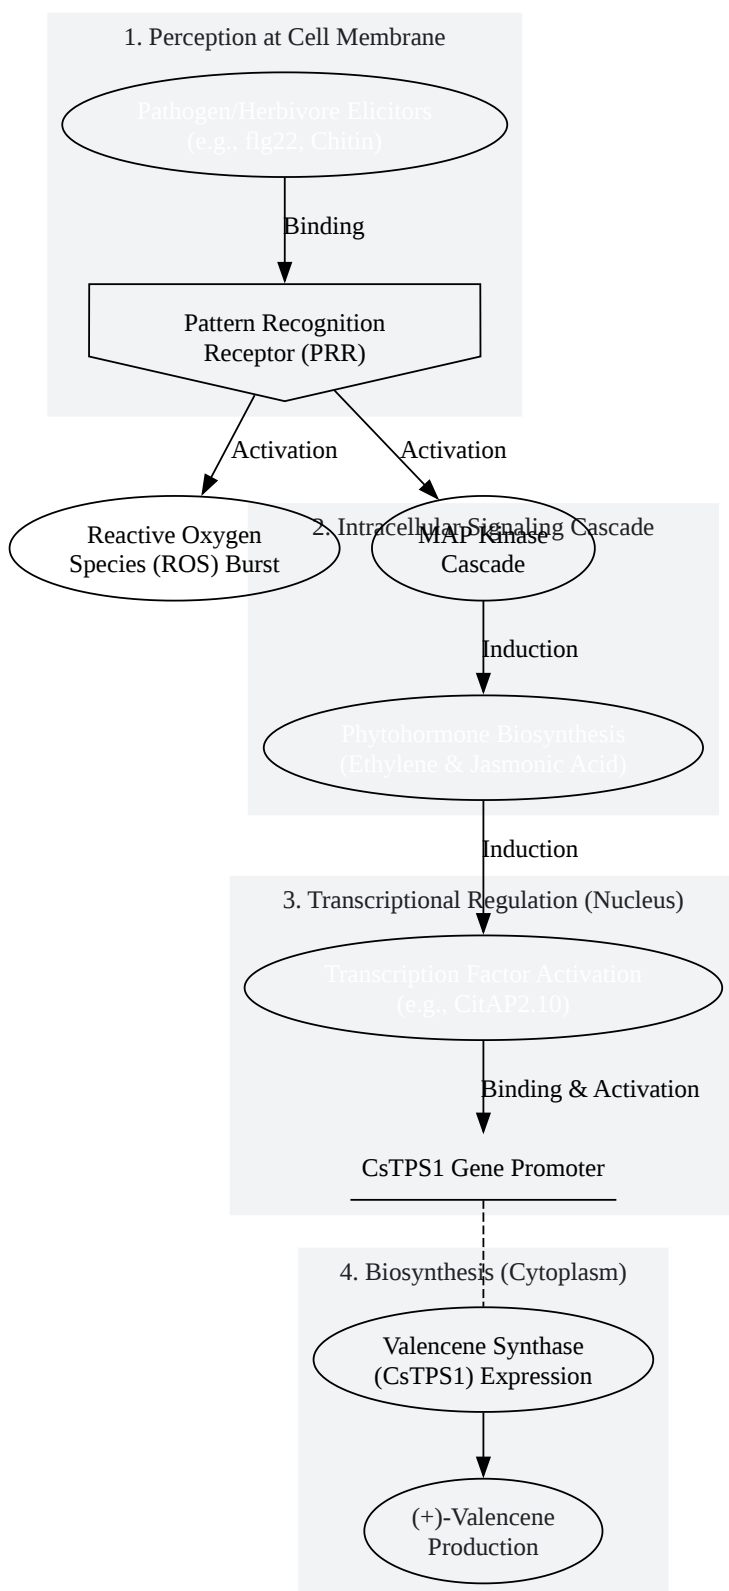 1. Perception at Cell Membrane
Pathogen/Herbivore Elicitors
(e.g., flg22, Chitin)
Binding
Pattern Recognition
Receptor (PRR)
Activation
Activation
2. Intracellular Signaling Cascade
Reactive Oxygen
Species (ROS) Burst
MAP Kinase
Cascade
Induction
Phytohormone Biosynthesis
(Ethylene & Jasmonic Acid)
Induction
3. Transcriptional Regulation (Nucleus)
Transcription Factor Activation
(e.g., CitAP2.10)
Binding & Activation
CsTPS1 Gene Promoter
4. Biosynthesis (Cytoplasm)
Valencene Synthase
(CsTPS1) Expression
(+)-Valencene
Production